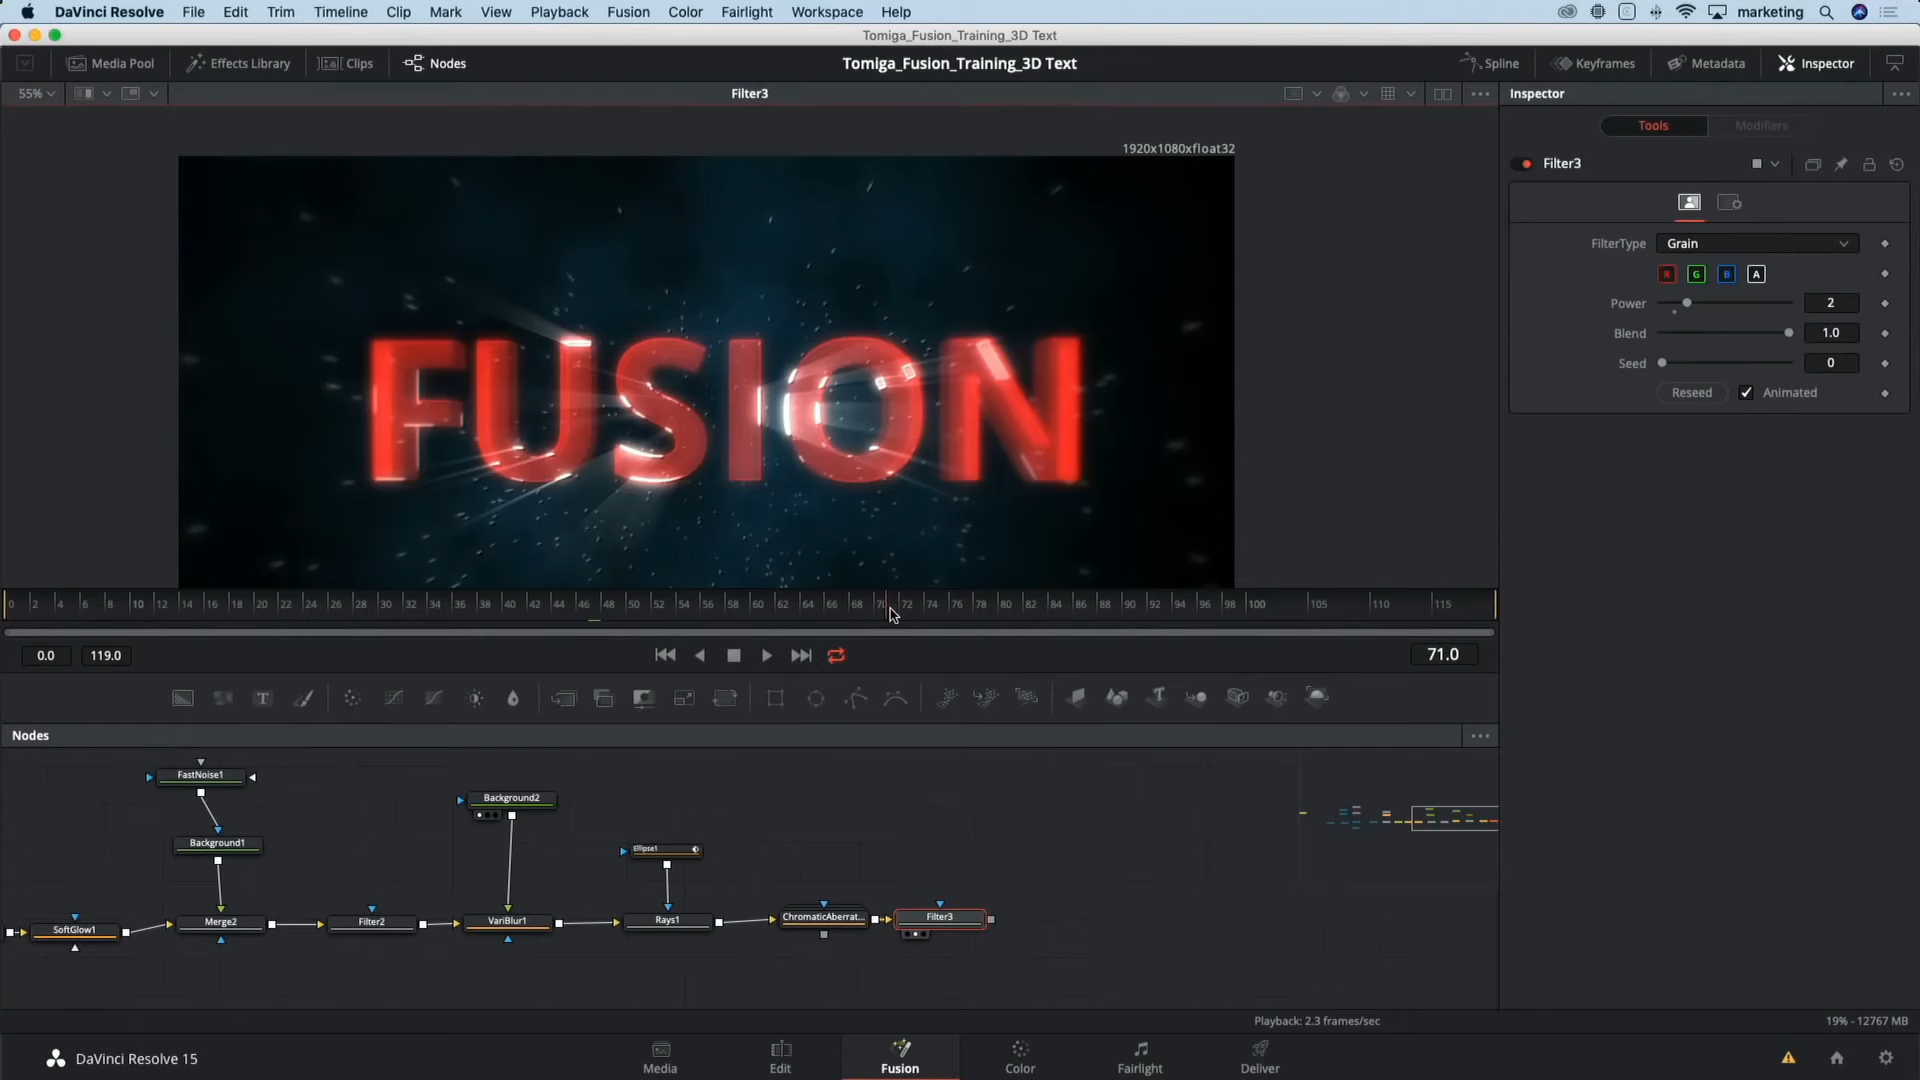 DaVinci Resolve File Edit Trim Timeline Clip Mark View Playback Fusion Color Fairlight Workspace Help marketing
Tomiga_Fusion_Training_3D Text
Media Pool Effects Library Clips Nodes Tomiga_Fusion_Training_3D Text Spline Keyframes Metadata Inspector
55% Filter3 Inspector
Tools Modifiers
1920x1080xfloat32
Filter3
FilterType Grain
R G B A
Power 2
Blend 1.0
Seed 0
Reseed Animated
FUSION
0 2 4 6 8 10 12 14 16 18 20 22 24 26 28 30 32 34 36 38 40 42 44 46 48 50 52 54 56 58 60 62 64 66 68 70 72 74 76 78 80 82 84 86 88 90 92 94 96 98 100 105 110 115
0.0 119.0 71.0
T
Nodes
FastNoise1
Background2
Background1
Ellipse1
SoftGlow1 Merge2 Filter2 VariBlur1 Rays1 ChromaticAberrat... Filter3
Playback: 2.3 frames/sec 19% - 12767 MB
DaVinci Resolve 15 Media Edit Fusion Color Fairlight Deliver